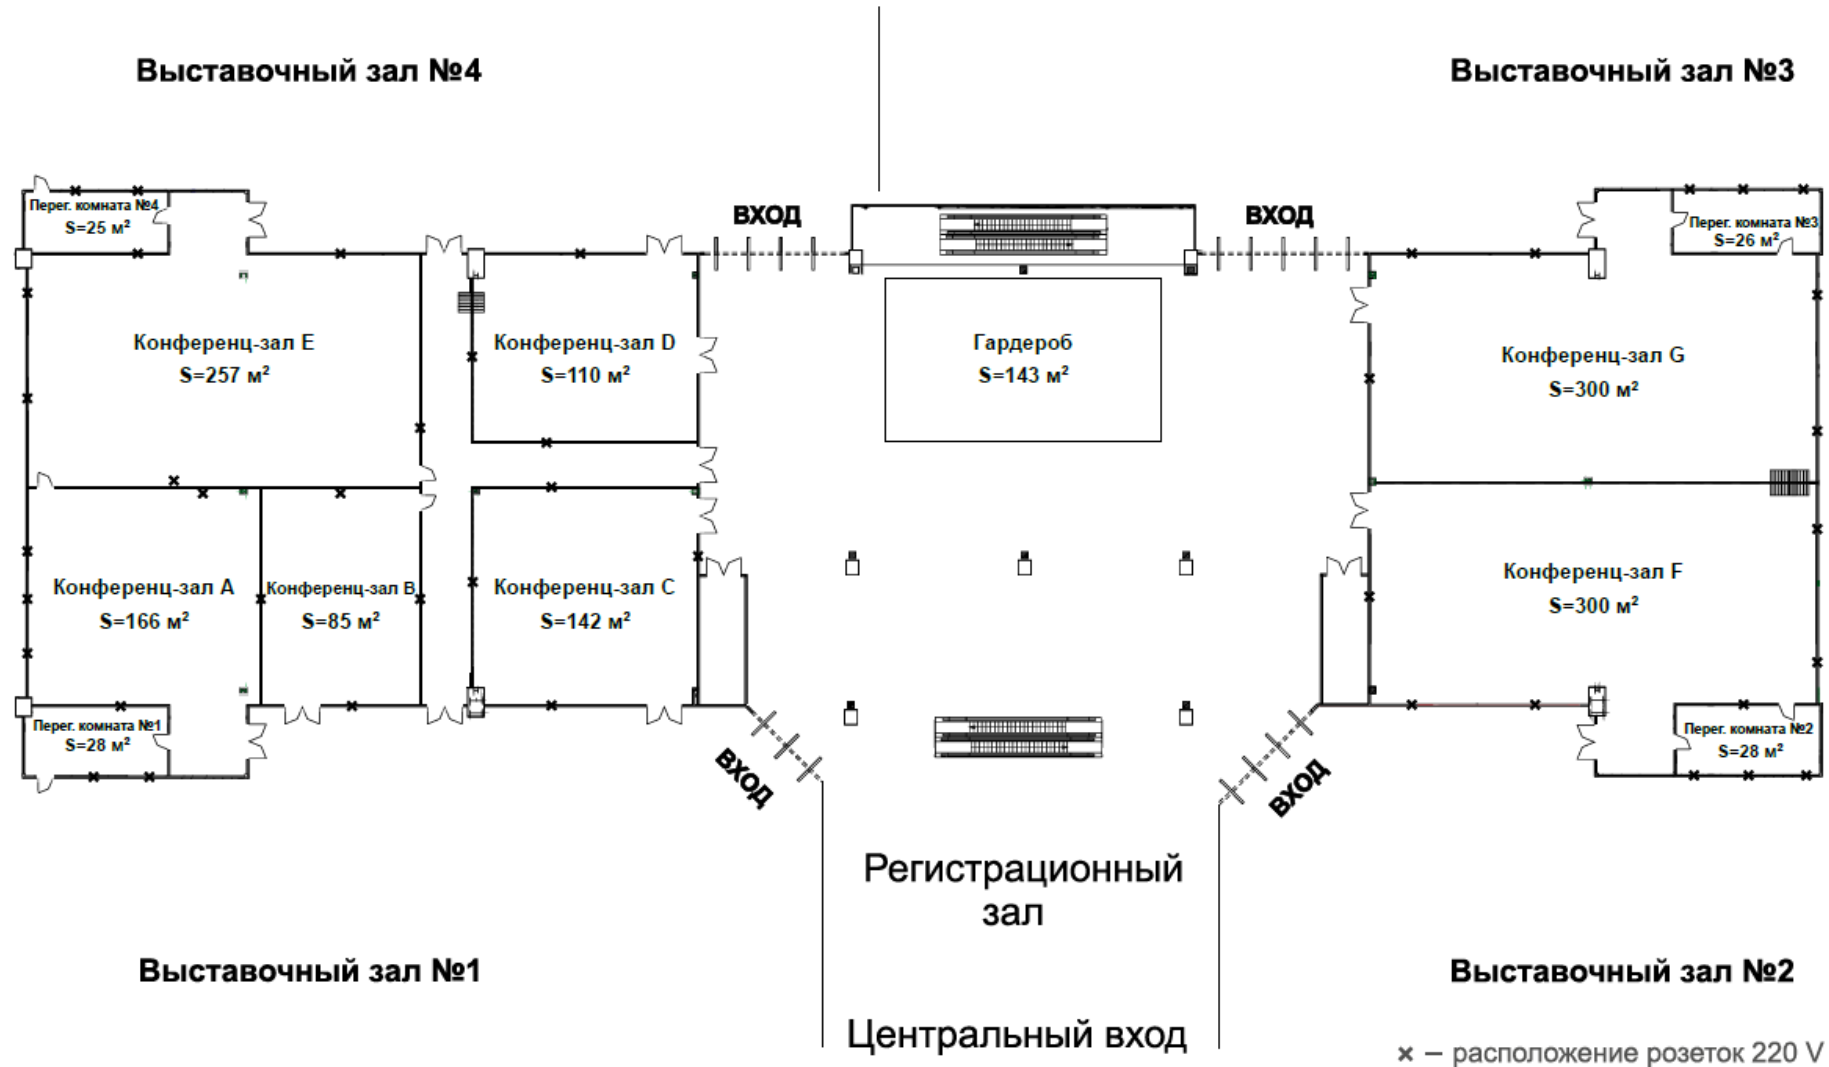 Выставочный зал №4
Выставочный зал №3
Перег. комната №4
S=25 м²
ВХОД
ВХОД
Перег. комната №3
S=26 м²
Конференц-зал E
S=257 м²
Конференц-зал D
S=110 м²
Гардероб
S=143 м²
Конференц-зал G
S=300 м²
Конференц-зал A
S=166 м²
Конференц-зал B
S=85 м²
Конференц-зал C
S=142 м²
Конференц-зал F
S=300 м²
Перег. комната №1
S=28 м²
ВХОД
ВХОД
Перег. комната №2
S=28 м²
Регистрационный
зал
Выставочный зал №1
Выставочный зал №2
Центральный вход
× – расположение розеток 220 V